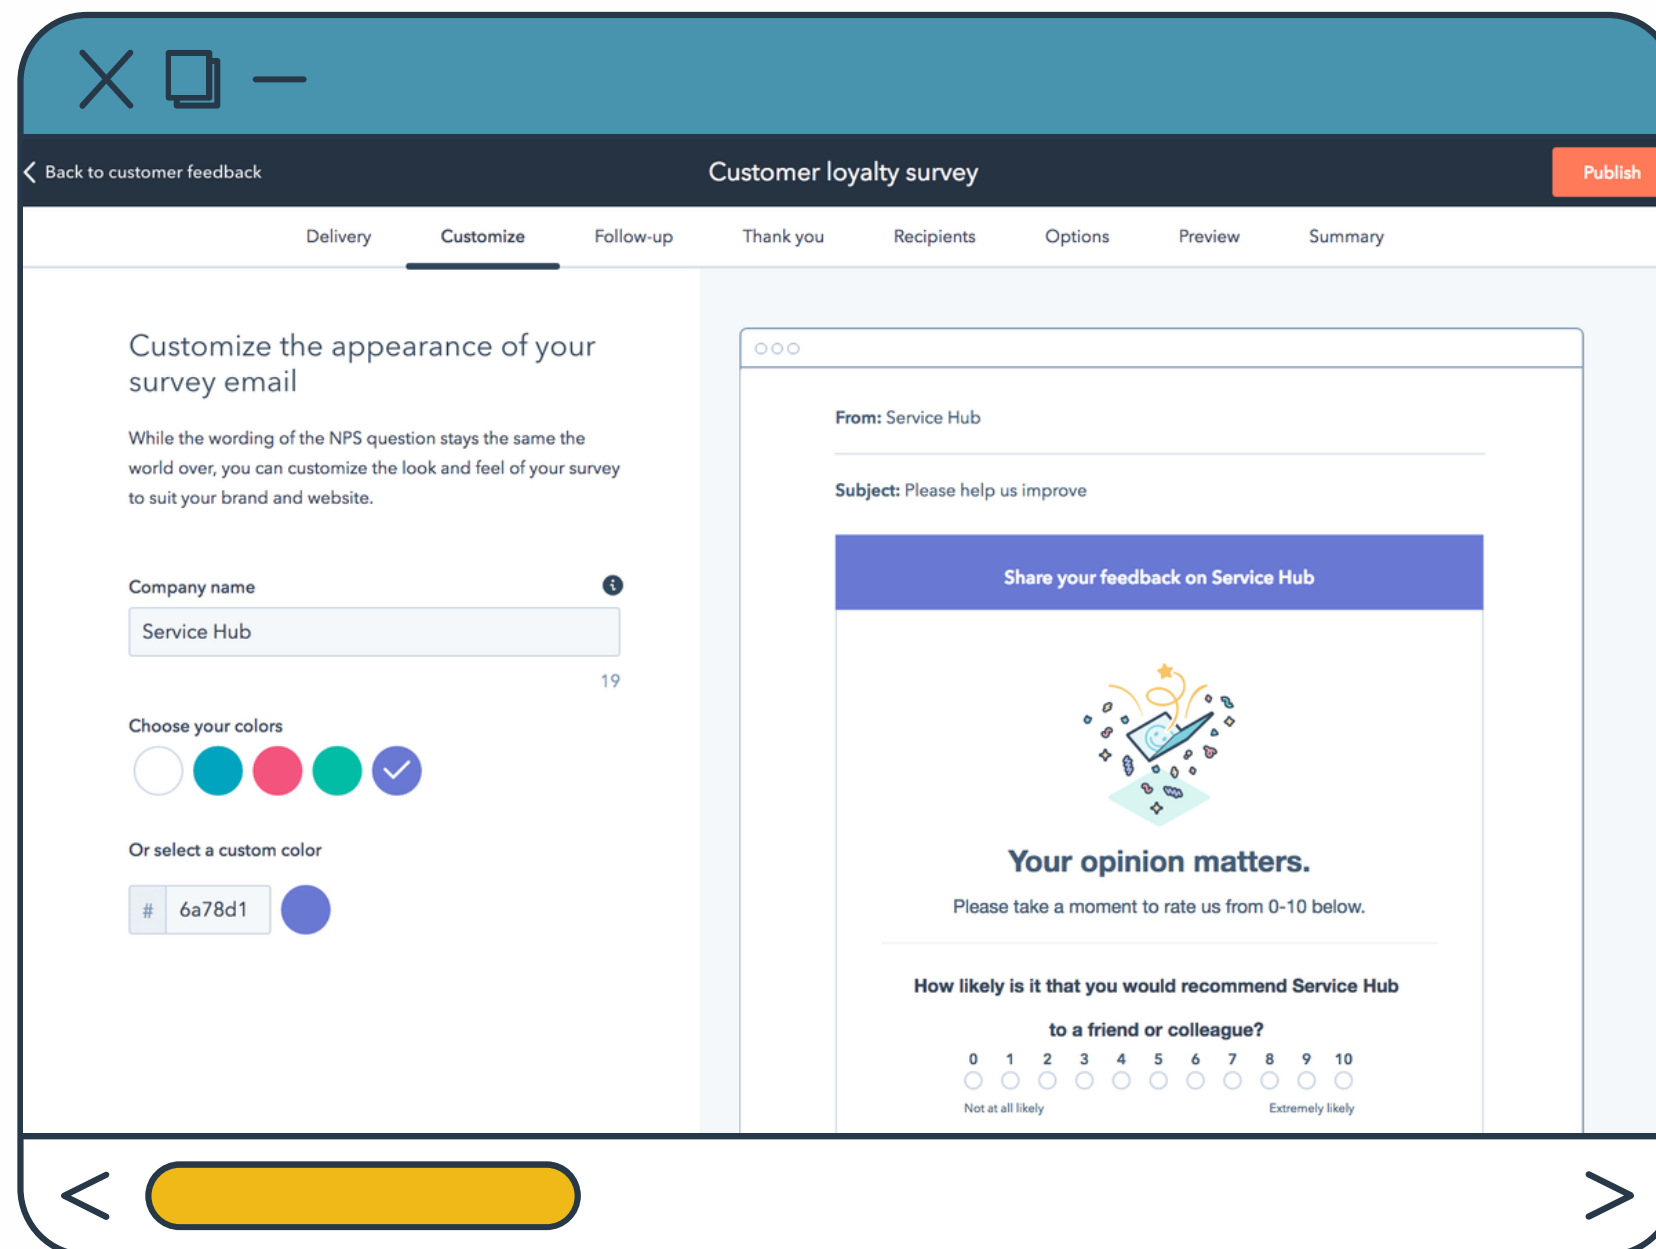 Back to customer feedback
Customer loyalty survey
Publish
Delivery Customize Follow-up Thank you Recipients Options Preview Summary
Customize the appearance of your
survey email
While the wording of the NPS question stays the same the
world over, you can customize the look and feel of your survey
to suit your brand and website.
Company name
Service Hub
19
Choose your colors
Or select a custom color
# 6a78d1
From: Service Hub
Subject: Please help us improve
Share your feedback on Service Hub
Your opinion matters.
Please take a moment to rate us from 0-10 below.
How likely is it that you would recommend Service Hub
to a friend or colleague?
0 1 2 3 4 5 6 7 8 9 10
Not at all likely Extremely likely